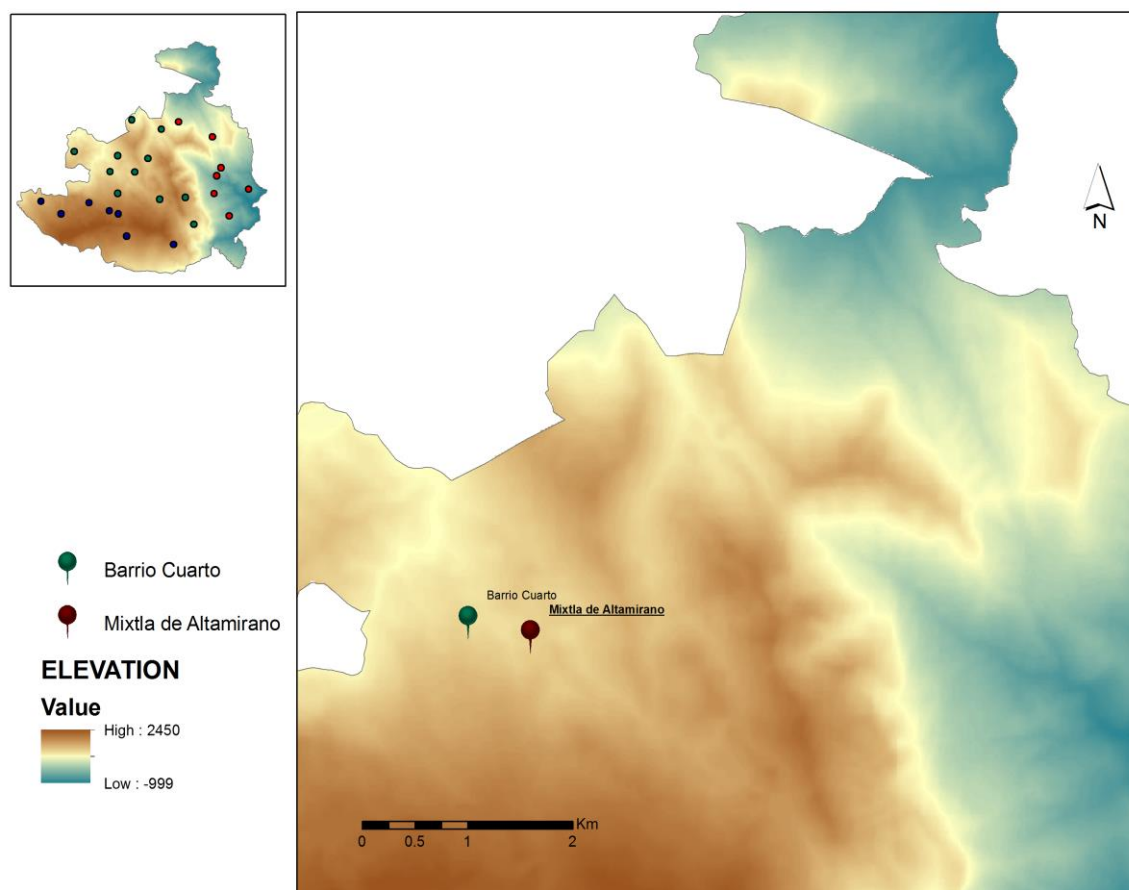 N
Barrio Cuarto
Mixtla de Altamirano
Barrio Cuarto
Mixtla de Altamirano
ELEVATION
Value
High : 2450
Low : -999
Km
0 0.5 1 2